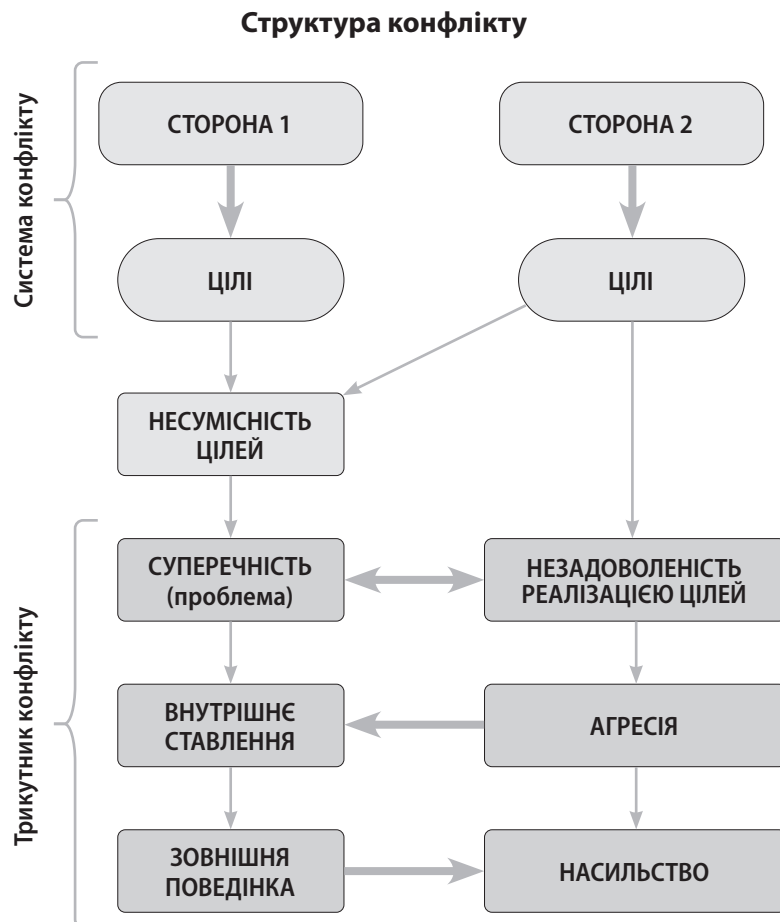 Структура конфлікту
Система конфлікту
СТОРОНА 1
СТОРОНА 2
ЦІЛІ
ЦІЛІ
НЕСУМІСНІСТЬ
ЦІЛЕЙ
Трикутник конфлікту
СУПЕРЕЧНІСТЬ
(проблема)
НЕЗАДОВОЛЕНІСТЬ
РЕАЛІЗАЦІЄЮ ЦІЛЕЙ
ВНУТРІШНЄ
СТАВЛЕННЯ
АГРЕСІЯ
ЗОВНІШНЯ
ПОВЕДІНКА
НАСИЛЬСТВО